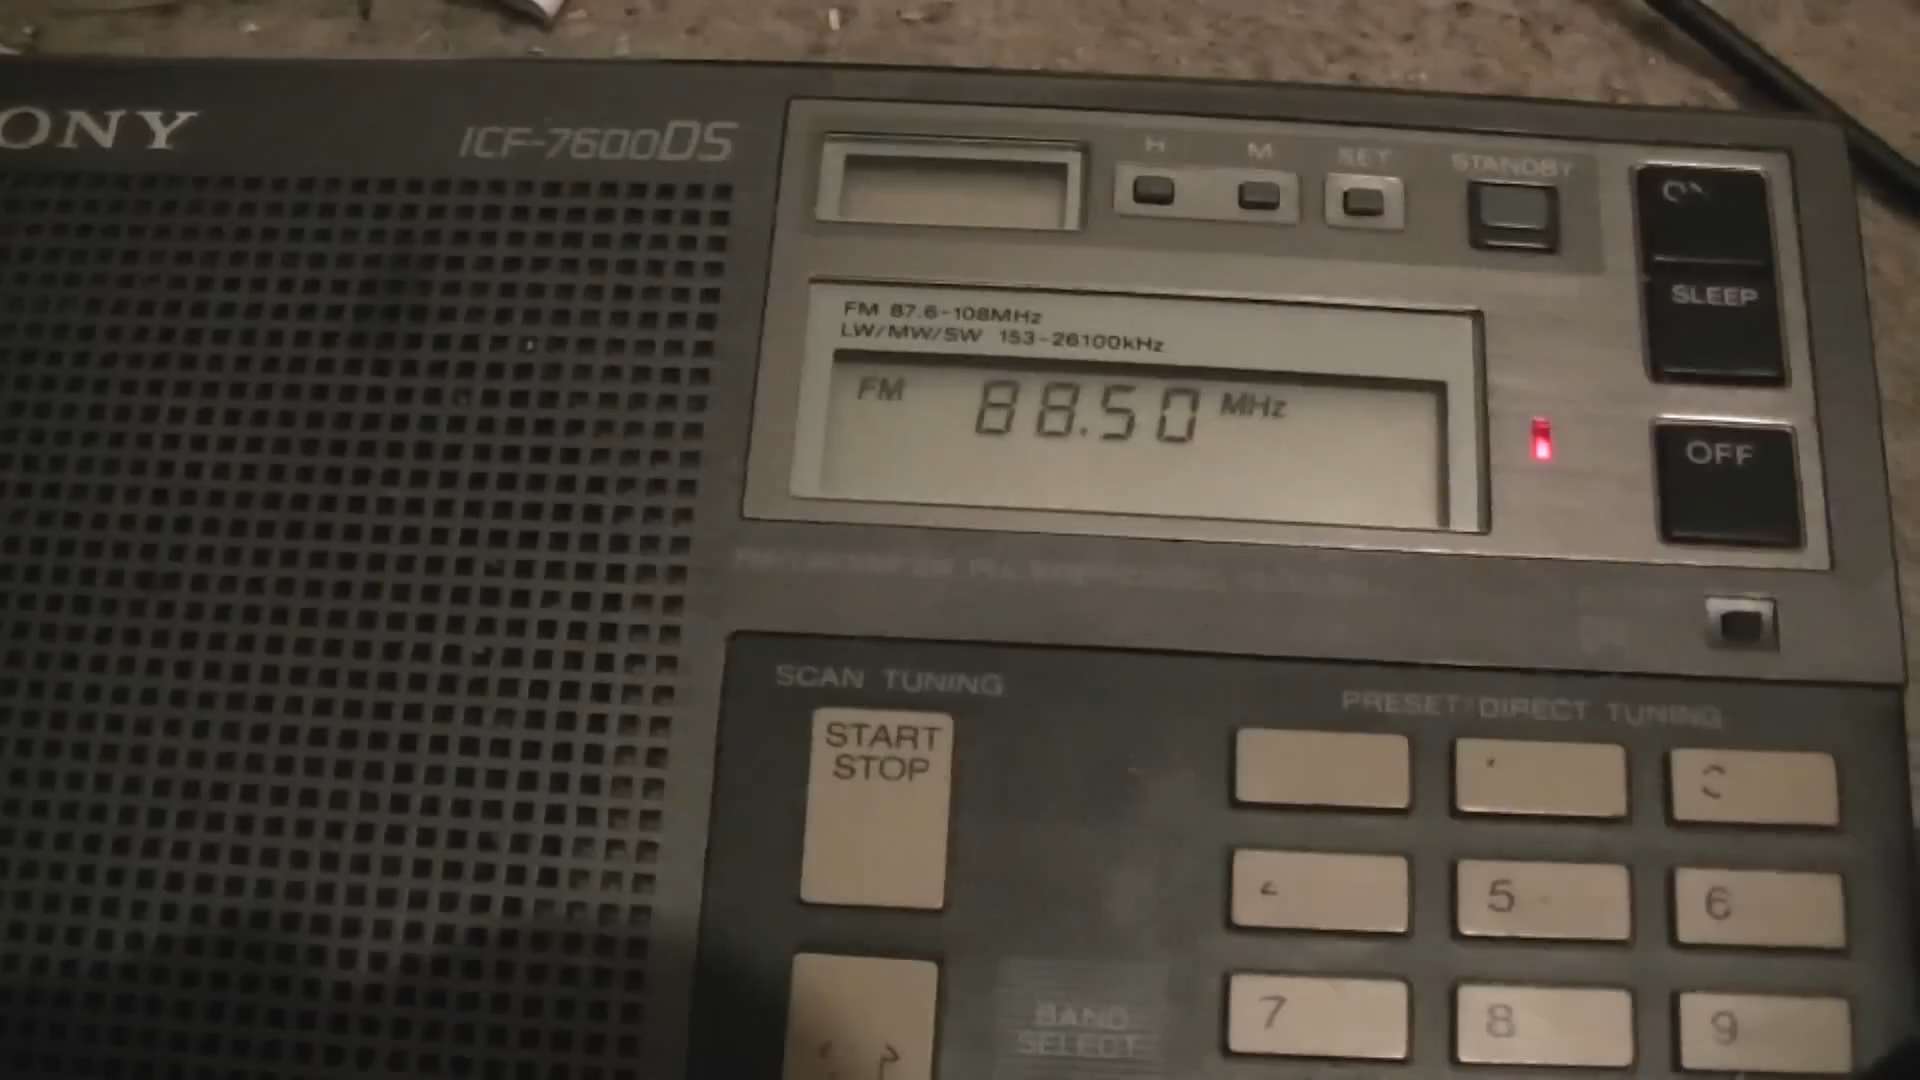 ONY
ICF-7600DS
H M SET STANDBY
SLEEP
FM 87.6-108MHz
LW/MW/SW 153-26100kHz
FM 88.50 MHz
OFF
SCAN TUNING
PRESET/DIRECT TUNING
START
STOP
5
6
7
8
9
BAND
SELECT